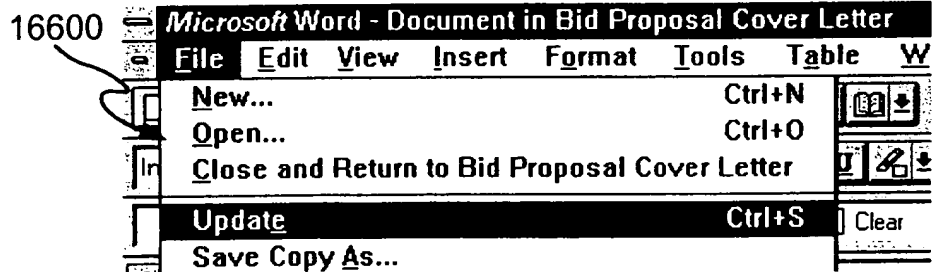 16600
Microsoft Word - Document in Bid Proposal Cover Letter
File Edit View Insert Format Tools Table W
New... Ctrl+N
Open... Ctrl+O
Close and Return to Bid Proposal Cover Letter
In
U
Update Ctrl+S
Clear
Save Copy As...